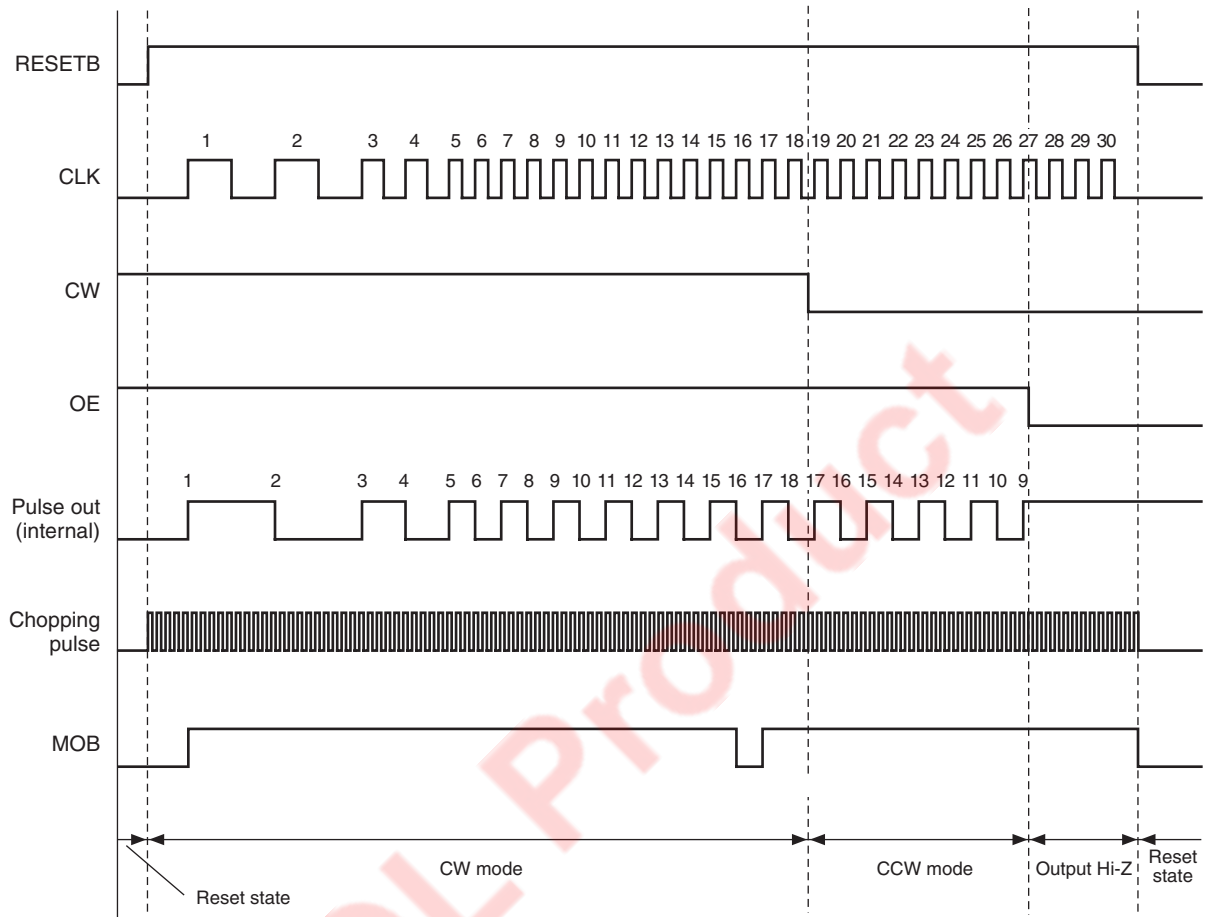 RESETB
1 2 3 4 5 6 7 8 9 10 11 12 13 14 15 16 17 18 19 20 21 22 23 24 25 26 27 28 29 30
CLK
CW
OE
1 2 3 4 5 6 7 8 9 10 11 12 13 14 15 16 17 18 17 16 15 14 13 12 11 10 9
Pulse out
(internal)
Chopping
pulse
MOB
CW mode
CCW mode
Output Hi-Z
Reset
state
Reset state
L Product